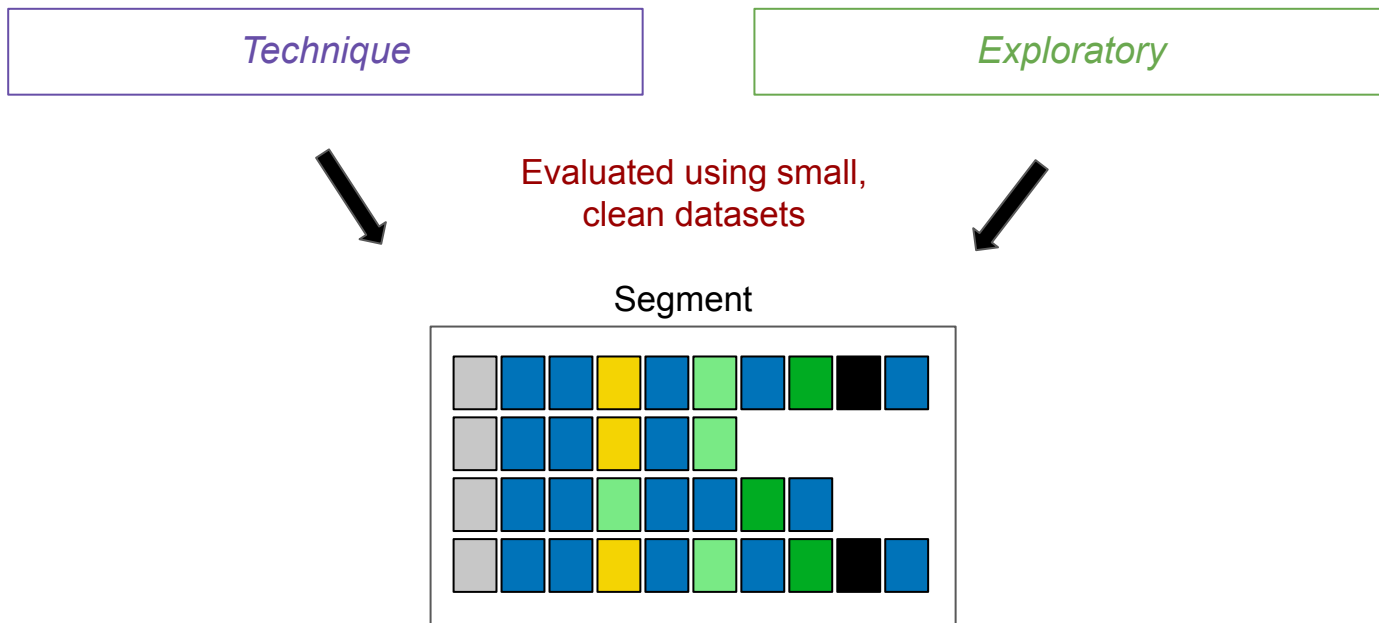 Technique
Exploratory
Evaluated using small,
clean datasets
Segment